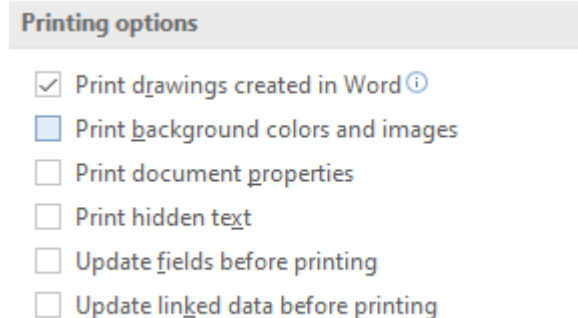 Printing options
Print drawings created in Word
Print background colors and images
Print document properties
Print hidden text
Update fields before printing
Update linked data before printing